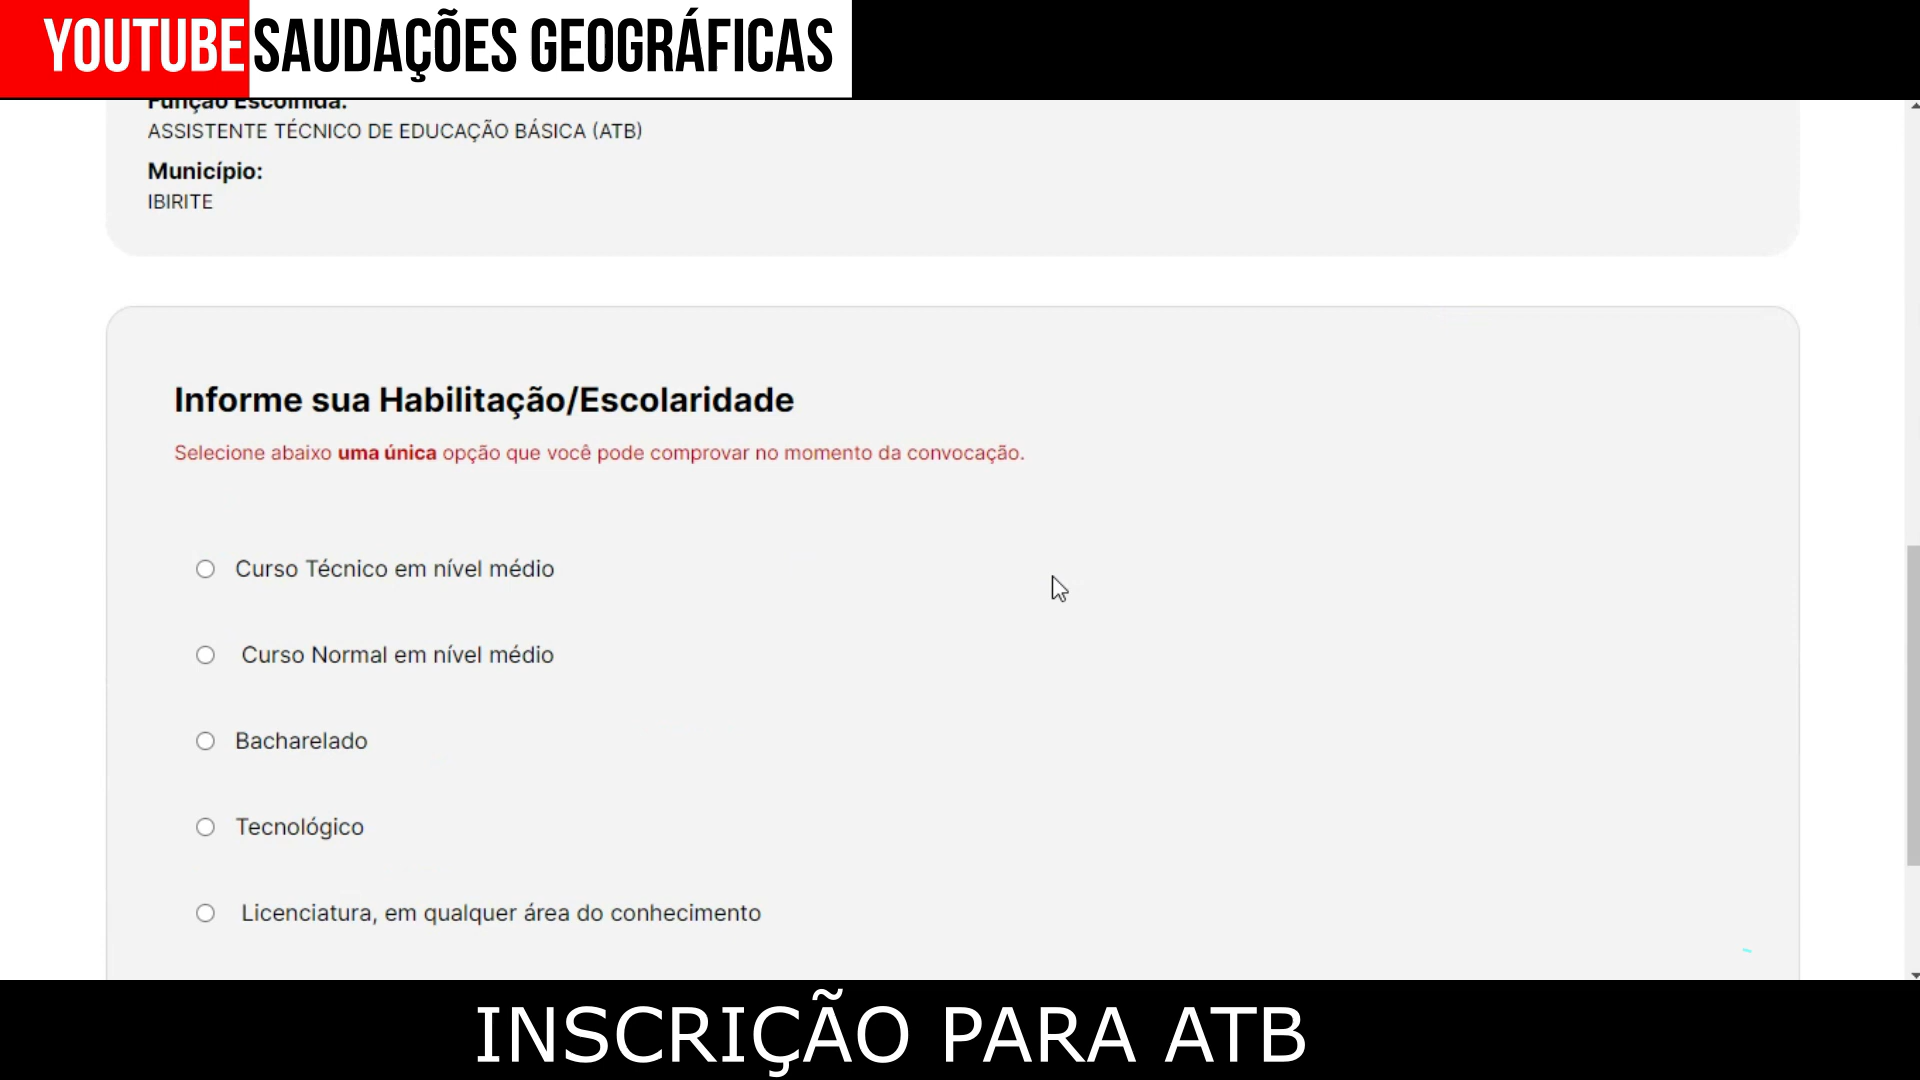 YOUTUBE SAUDAÇÕES GEOGRÁFICAS
Função Escolhida:
ASSISTENTE TÉCNICO DE EDUCAÇÃO BÁSICA (ATB)
Município:
IBIRITE
Informe sua Habilitação/Escolaridade
Selecione abaixo uma única opção que você pode comprovar no momento da convocação.
Curso Técnico em nível médio
Curso Normal em nível médio
Bacharelado
Tecnológico
Licenciatura, em qualquer área do conhecimento
INSCRIÇÃO PARA ATB